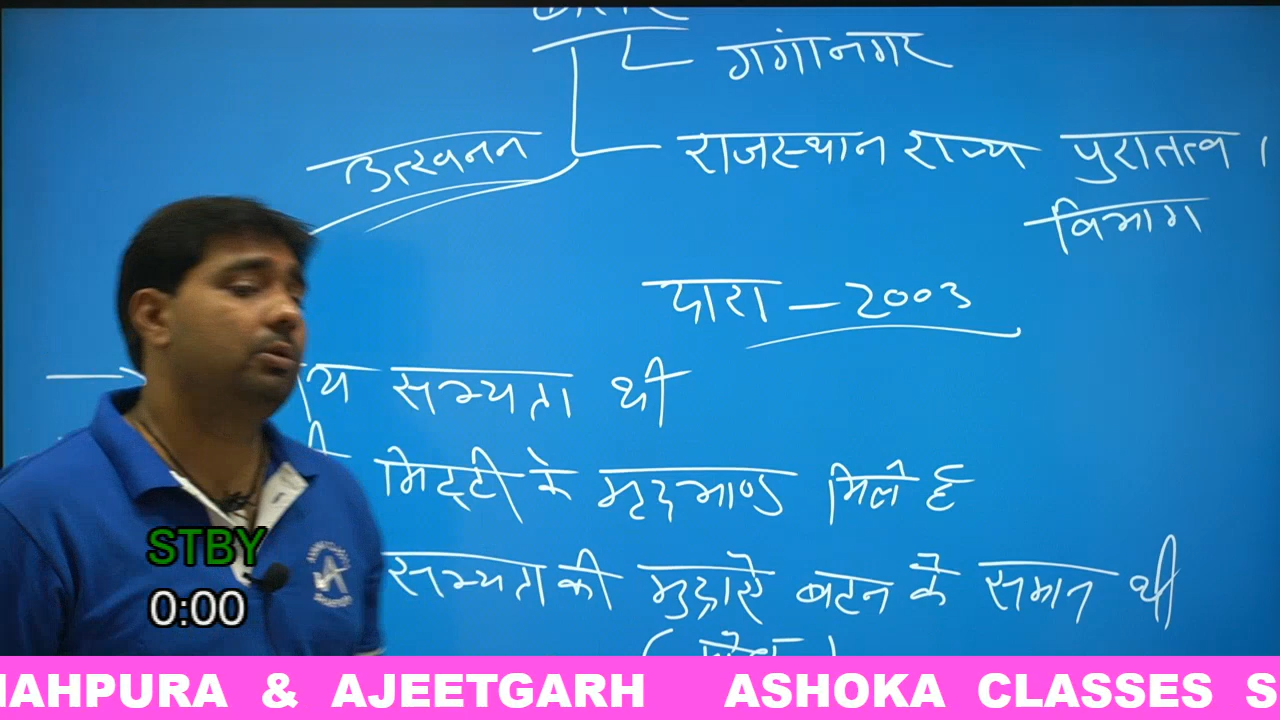 गंगानगर
उत्खनन राजस्थान राज्य पुरातत्व
विभाग
द्वारा - 2003
सभ्यता थी
मिट्टी के मृदभाण्ड मिले है
सभ्यता की मुद्राऐ बटन के समान थी
STBY
0:00
AHPURA & AJEETGARH ASHOKA CLASSES S